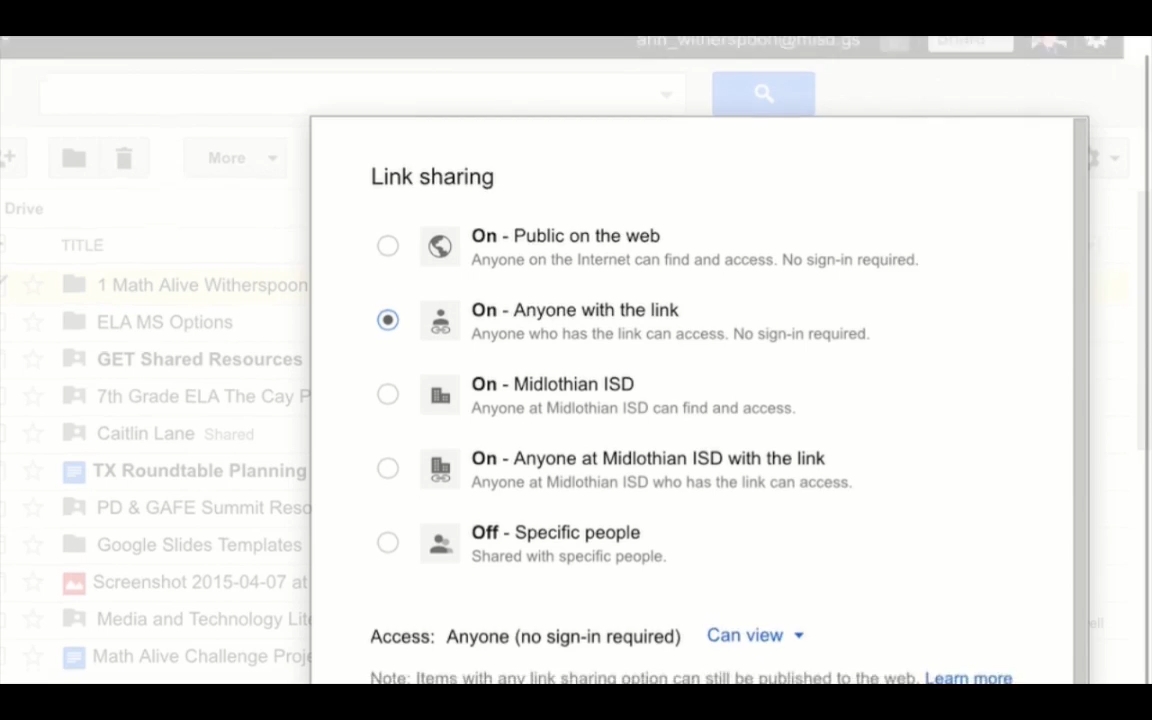 ann_witherspoon@misd.gs
Share
More
Drive
TITLE
1 Math Alive Witherspoon
ELA MS Options
GET Shared Resources
7th Grade ELA The Cay P
Caitlin Lane Shared
TX Roundtable Planning
PD & GAFE Summit Reso
Google Slides Templates
Screenshot 2015-04-07 at
Media and Technology Lite
Math Alive Challenge Proje
Link sharing
On - Public on the web
Anyone on the Internet can find and access. No sign-in required.
On - Anyone with the link
Anyone who has the link can access. No sign-in required.
On - Midlothian ISD
Anyone at Midlothian ISD can find and access.
On - Anyone at Midlothian ISD with the link
Anyone at Midlothian ISD who has the link can access.
Off - Specific people
Shared with specific people.
Access: Anyone (no sign-in required) Can view
Note: Items with any link sharing option can still be published to the web. Learn more
ell